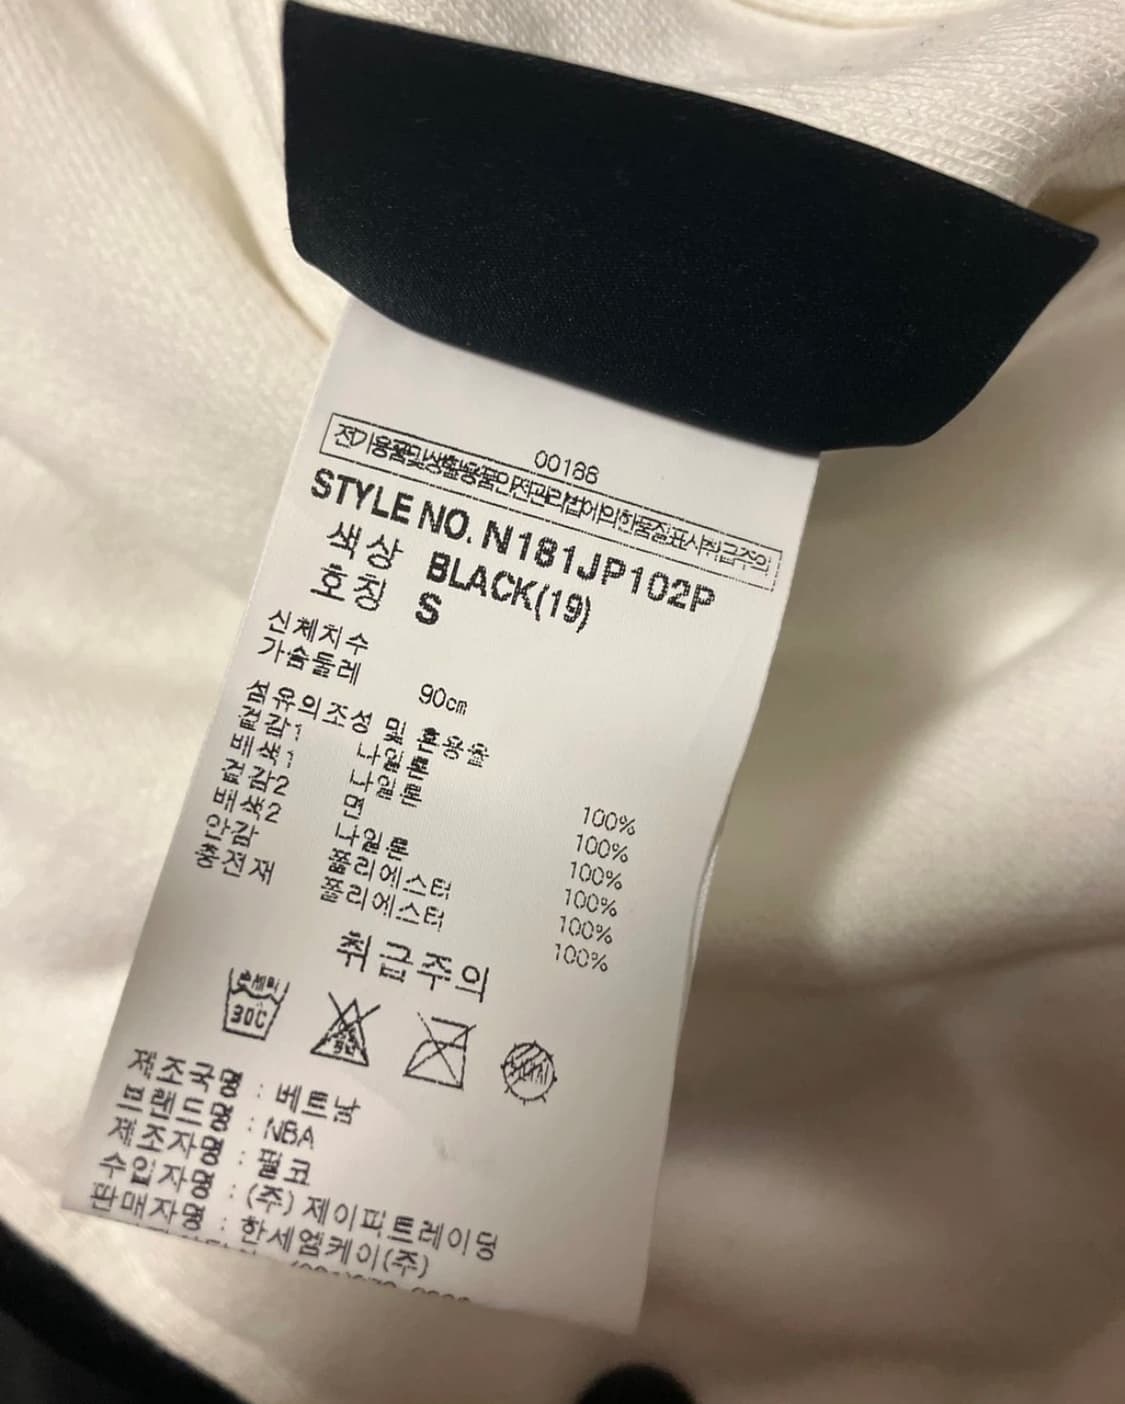 00188
전기용품및생활용품안전관리법에의한품질표시취급주의
STYLE NO. N181JP102P
색상 BLACK(19)
호칭 S
신체치수
가슴둘레 90cm
섬유의조성 및 혼용율
겉감1 나일론 100%
배색1 나일론 100%
겉감2 면 100%
배색2 나일론 100%
안감 폴리에스터 100%
충전재 폴리에스터 100%
취급주의
30C
제조국명 : 베트남
브랜드명 : NBA
제조자명 : 필코
수입자명 : (주) 제이피트레이딩
판매자명 : 한세엠케이(주)